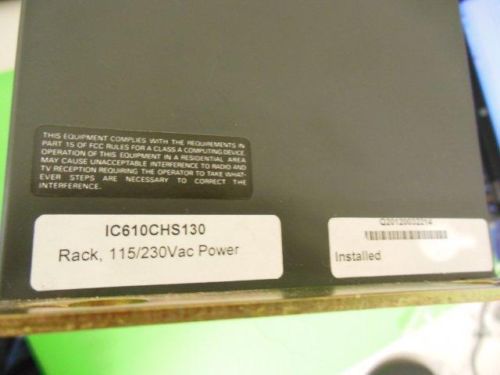 THIS EQUIPMENT COMPLIES WITH THE REQUIREMENTS IN
PART 15 OF FCC RULES FOR A CLASS A COMPUTING DEVICE.
OPERATION OF THIS EQUIPMENT IN A RESIDENTIAL AREA
MAY CAUSE UNACCEPTABLE INTERFERENCE TO RADIO AND
TV RECEPTION REQUIRING THE OPERATOR TO TAKE WHAT-
EVER STEPS ARE NECESSARY TO CORRECT THE
INTERFERENCE.
IC610CHS130
Rack, 115/230Vac Power
Q20120602214
Installed